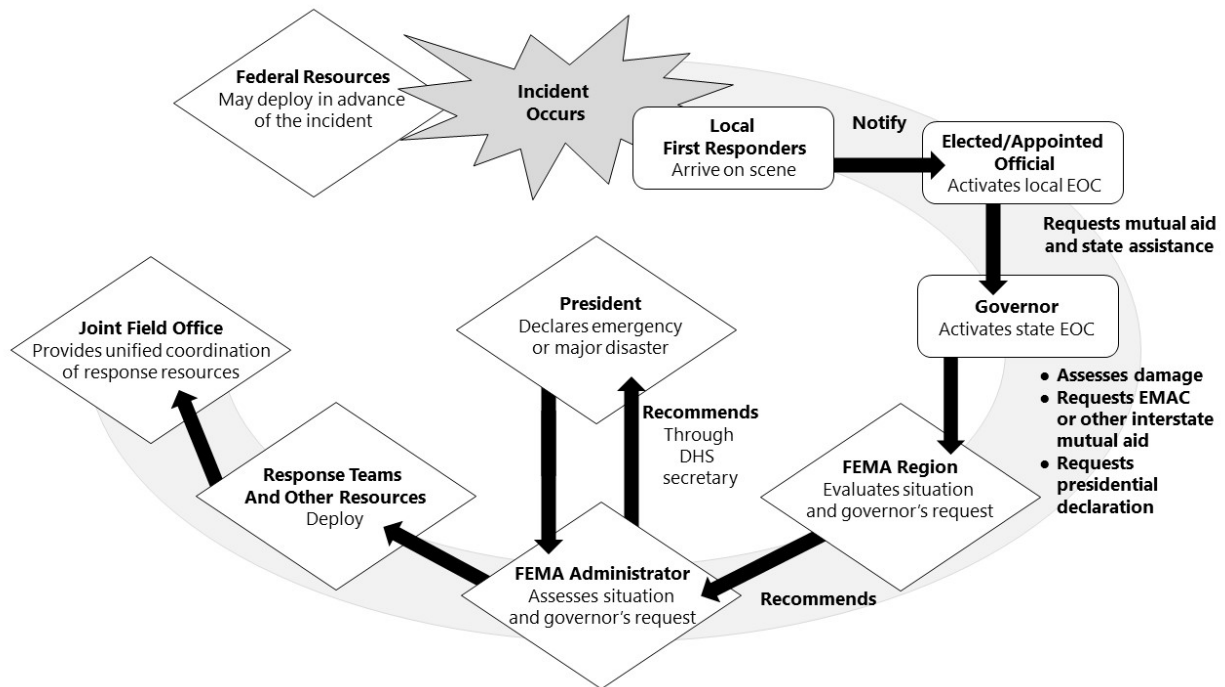 Federal Resources
May deploy in advance
of the incident
Incident
Occurs
Local
First Responders
Arrive on scene
Notify
Elected/Appointed
Official
Activates local EOC
Requests mutual aid
and state assistance
Governor
Activates state EOC
● Assesses damage
● Requests EMAC
or other interstate
mutual aid
● Requests
presidential
declaration
FEMA Region
Evaluates situation
and governor’s request
Recommends
FEMA Administrator
Assesses situation
and governor’s request
Recommends
Through
DHS
secretary
President
Declares emergency
or major disaster
Response Teams
And Other Resources
Deploy
Joint Field Office
Provides unified coordination
of response resources